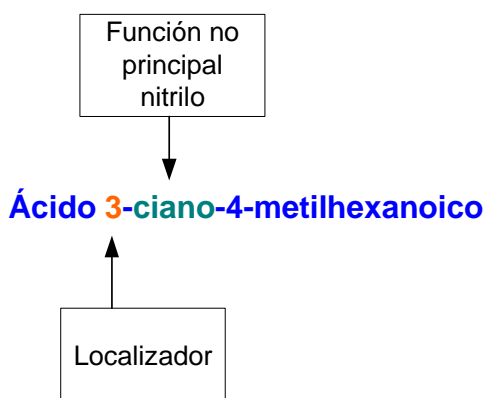 Función no
principal
nitrilo
Ácido 3-ciano-4-metilhexanoico
Localizador